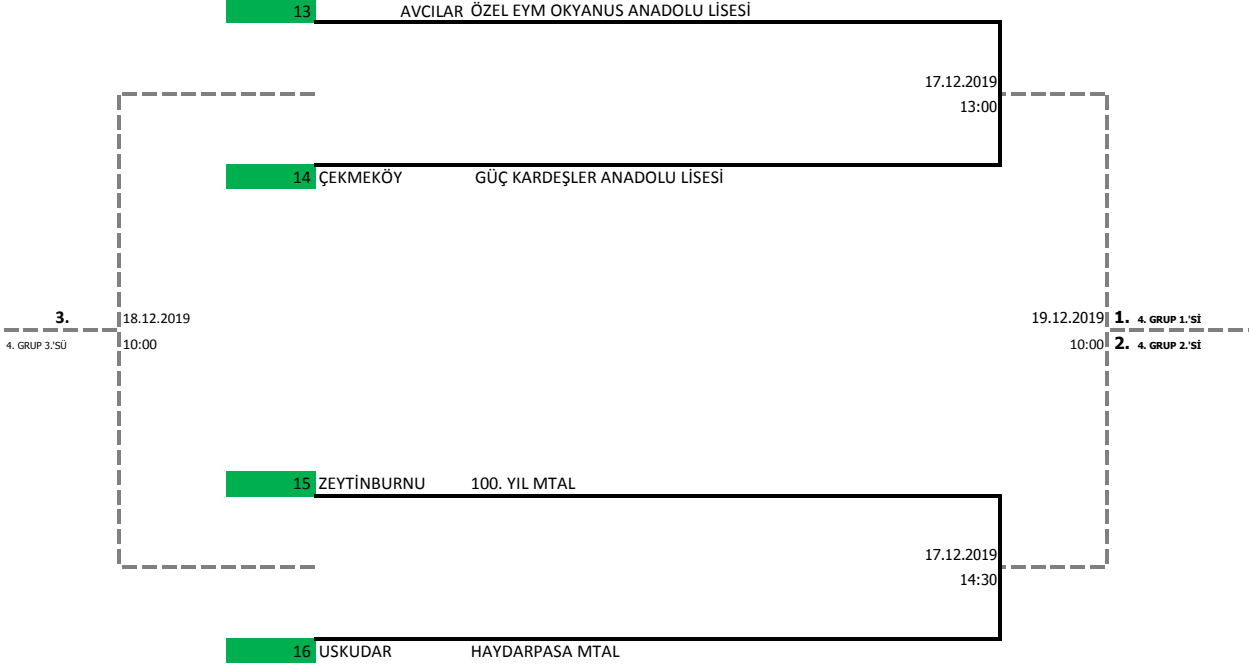 13 AVCILAR ÖZEL EYM OKYANUS ANADOLU LİSESİ
17.12.2019
13:00
14 ÇEKMEKÖY GÜÇ KARDEŞLER ANADOLU LİSESİ
3. 18.12.2019 19.12.2019 1. 4. GRUP 1.'Sİ
4. GRUP 3.'SÜ 10:00 10:00 2. 4. GRUP 2.'Sİ
15 ZEYTİNBURNU 100. YIL MTAL
17.12.2019
14:30
16 USKUDAR HAYDARPASA MTAL